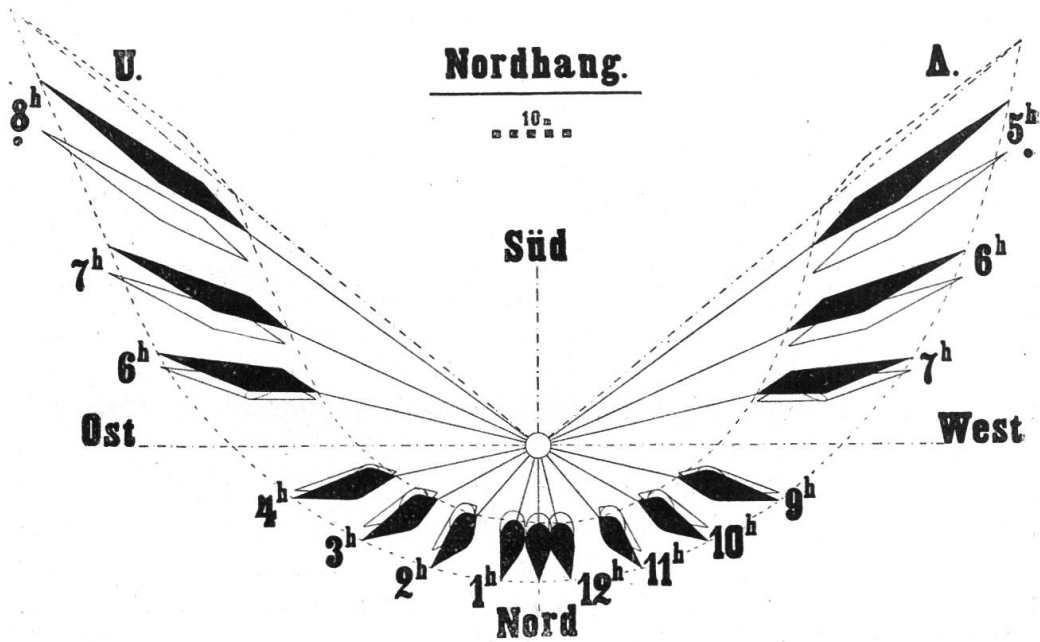 U. Nordhang. A.
10 m
8h 5h
Süd
7h 6h
6h 7h
Ost West
4h 9h
3h 10h
2h 11h
1h 12h
Nord